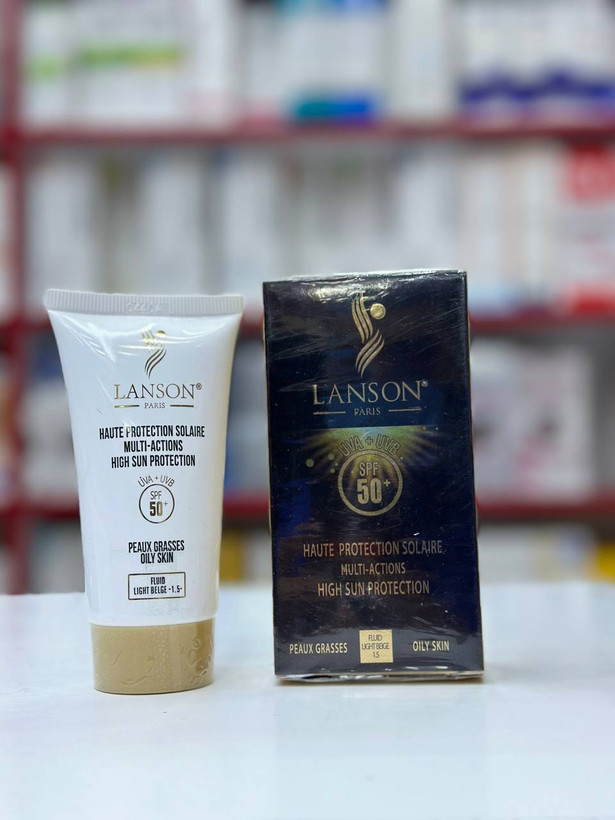 LANSON®
PARIS
HAUTE PROTECTION SOLAIRE
MULTI-ACTIONS
HIGH SUN PROTECTION
UVA + UVB
SPF
50+
PEAUX GRASSES
OILY SKIN
FLUID
LIGHT BEIGE -1.5-
LANSON®
PARIS
UVA + UVB
SPF
50+
HAUTE PROTECTION SOLAIRE
MULTI-ACTIONS
HIGH SUN PROTECTION
PEAUX GRASSES
FLUID
LIGHT BEIGE
1.5
OILY SKIN